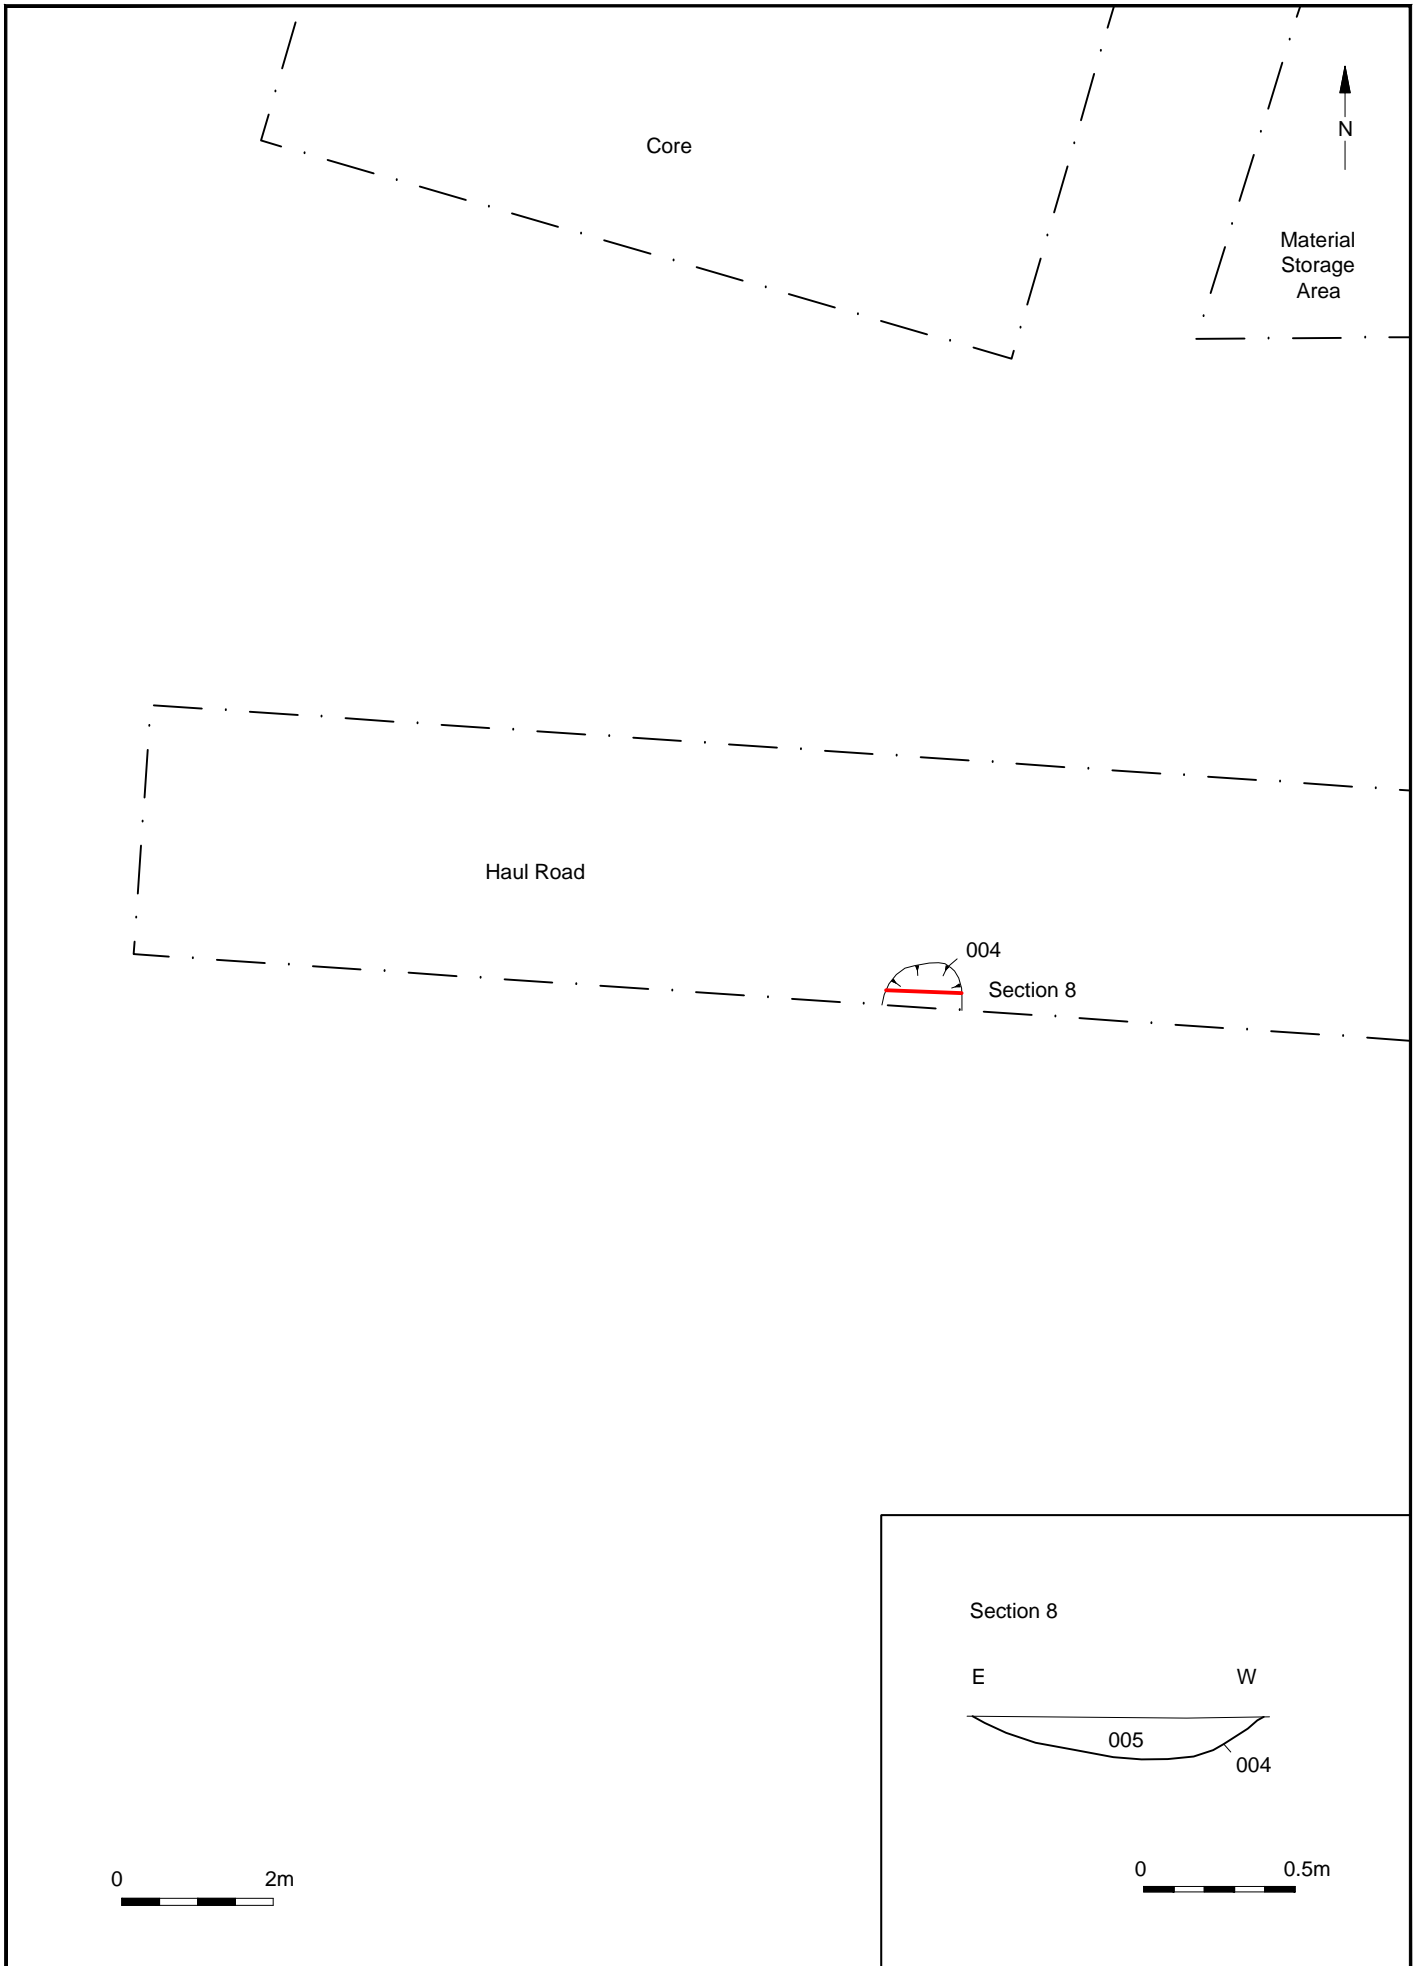 Core
N
Material
Storage
Area
Haul Road
004
Section 8
Section 8
E W
005
004
0 2m
0 0.5m